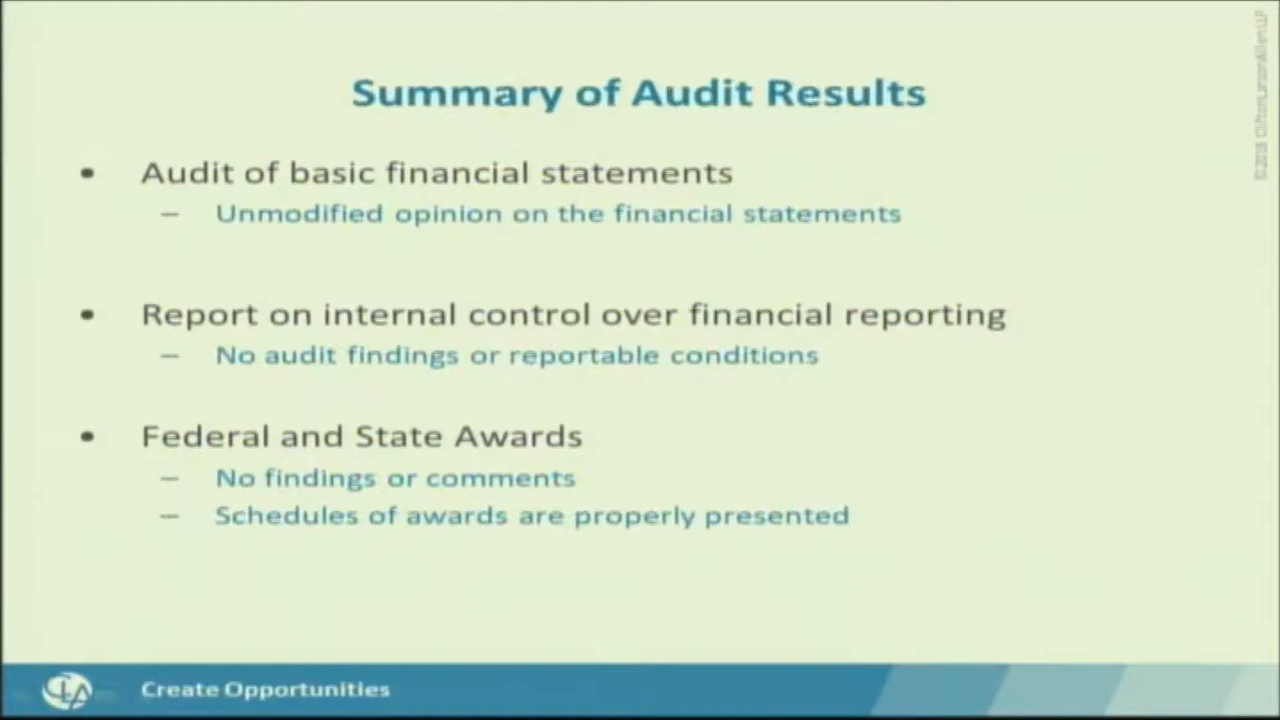 Summary of Audit Results
• Audit of basic financial statements
– Unmodified opinion on the financial statements
• Report on internal control over financial reporting
– No audit findings or reportable conditions
• Federal and State Awards
– No findings or comments
– Schedules of awards are properly presented
CLA
Create Opportunities